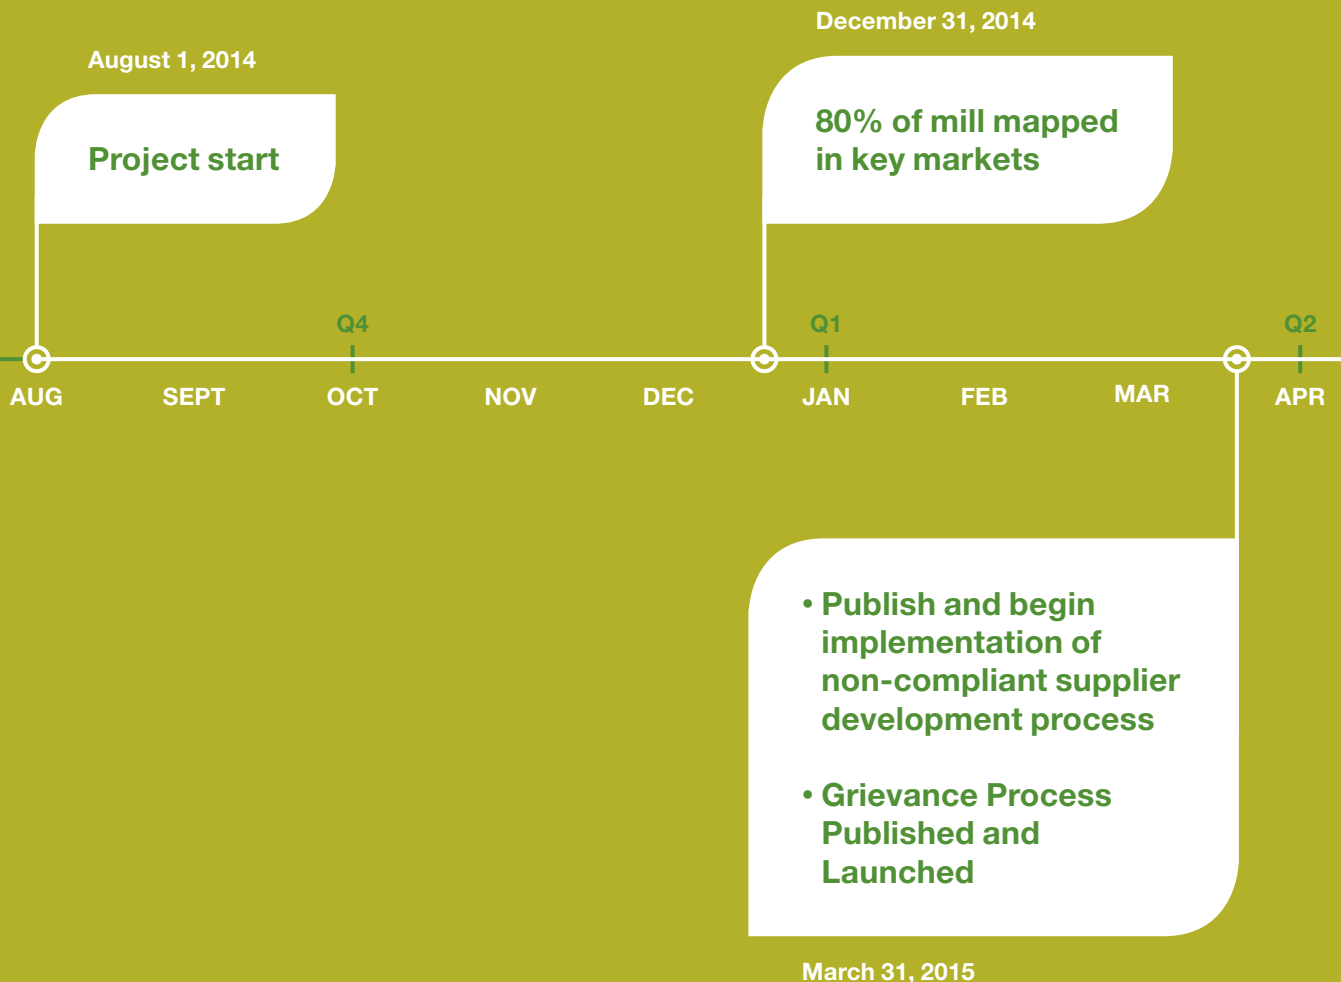 December 31, 2014
August 1, 2014
80% of mill mapped
in key markets
Project start
Q4
Q1
Q2
AUG
SEPT
OCT
NOV
DEC
JAN
FEB
MAR
APR
• Publish and begin
implementation of
non-compliant supplier
development process
• Grievance Process
Published and
Launched
March 31, 2015